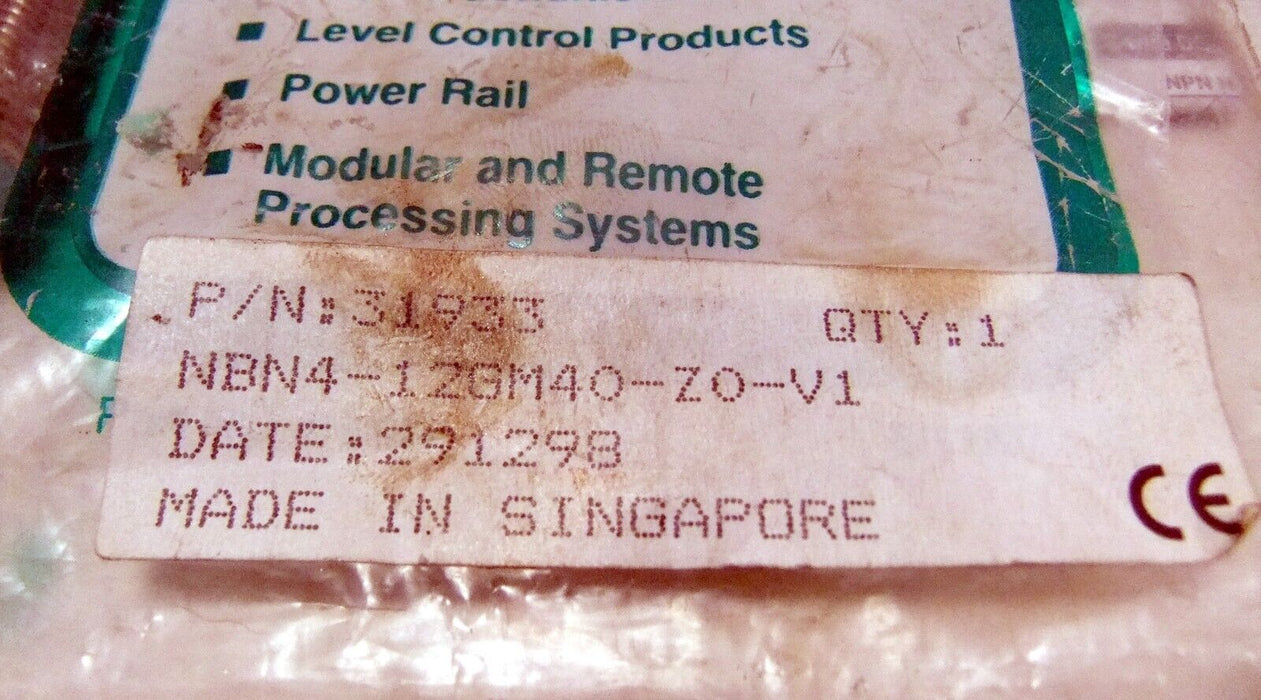 Level Control Products
Power Rail
Modular and Remote
Processing Systems
P/N:31933 QTY:1
NBN4-12GM40-Z0-V1
DATE:291298
MADE IN SINGAPORE
CE
NPN